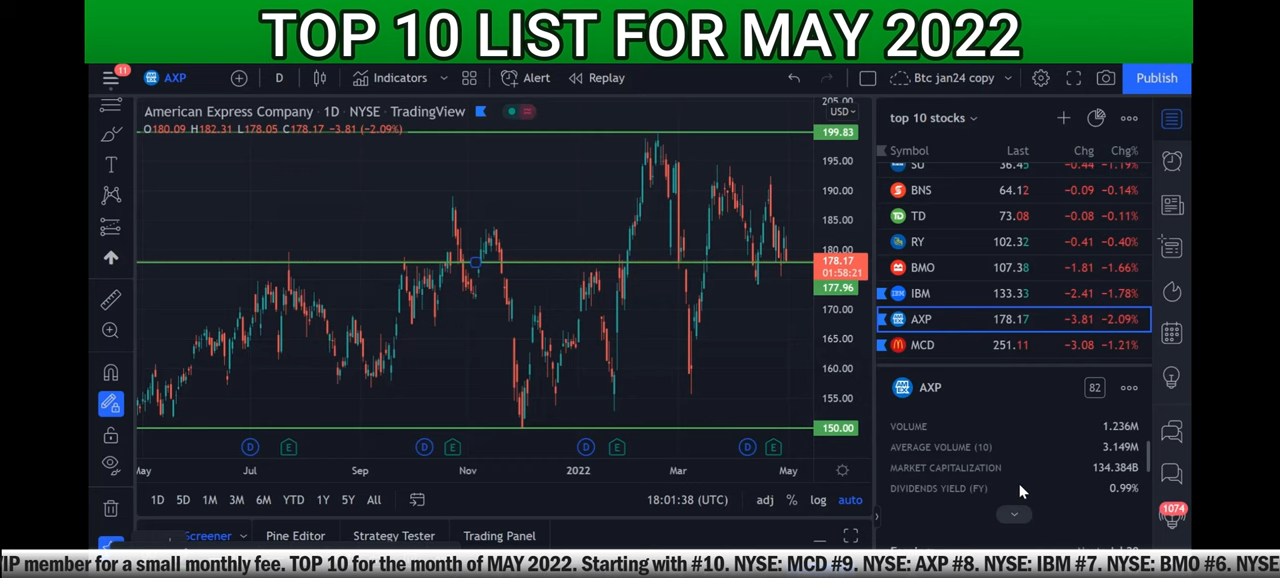 TOP 10 LIST FOR MAY 2022
11
AXP
D
Indicators
Alert
Replay
Btc jan24 copy
Publish
American Express Company · 1D · NYSE · TradingView
O180.09 H182.31 L178.05 C178.17 −3.81 (−2.09%)
205.00
USD
199.83
195.00
190.00
185.00
180.00
178.17
01:58:21
177.96
170.00
165.00
160.00
155.00
150.00
D E D E D E D E
May Jul Sep Nov 2022 Mar May
1D 5D 1M 3M 6M YTD 1Y 5Y All
18:01:38 (UTC) adj % log auto
Screener Pine Editor Strategy Tester Trading Panel
top 10 stocks
Symbol Last Chg Chg%
SU 36.45 −0.44 −1.19%
BNS 64.12 −0.09 −0.14%
TD 73.08 −0.08 −0.11%
RY 102.32 −0.41 −0.40%
BMO 107.38 −1.81 −1.66%
IBM 133.33 −2.41 −1.78%
AXP 178.17 −3.81 −2.09%
MCD 251.11 −3.08 −1.21%
AXP 82
VOLUME 1.236M
AVERAGE VOLUME (10) 3.149M
MARKET CAPITALIZATION 134.384B
DIVIDENDS YIELD (FY) 0.99%
1074
VIP member for a small monthly fee. TOP 10 for the month of MAY 2022. Starting with #10. NYSE: MCD #9. NYSE: AXP #8. NYSE: IBM #7. NYSE: BMO #6. NYSE